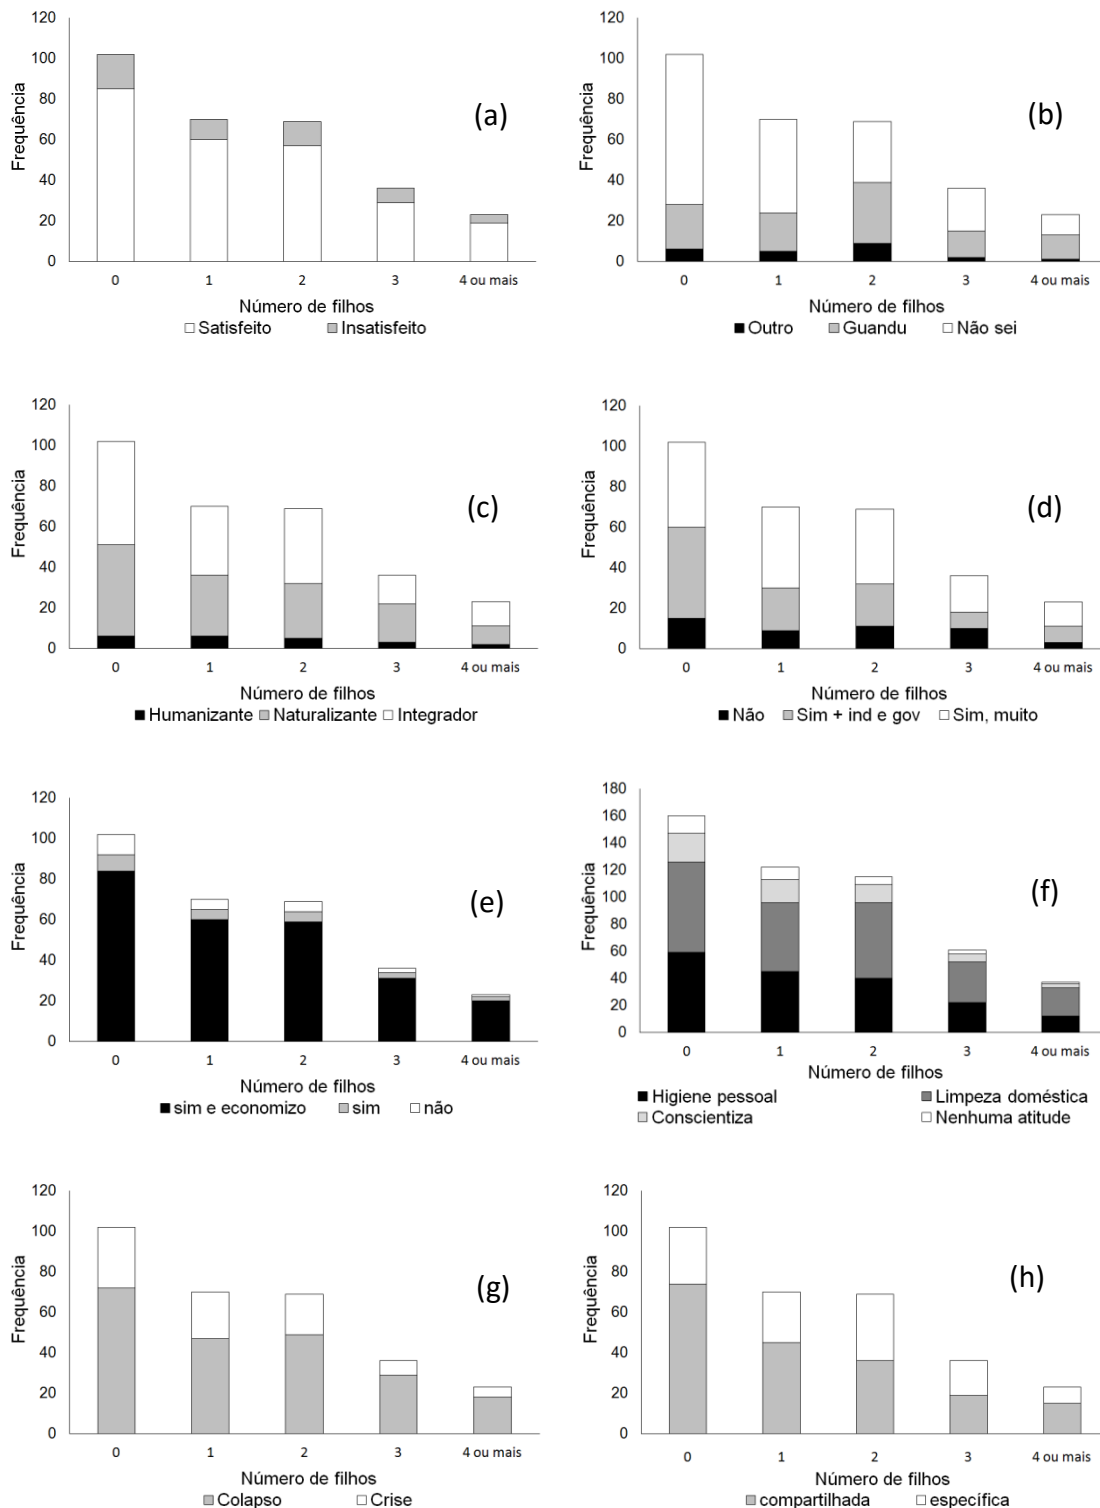 120
100
80
60
40
20
0
Frequência
(a)
0 1 2 3 4 ou mais
Número de filhos
Satisfeito Insatisfeito
120
100
80
60
40
20
0
Frequência
(b)
0 1 2 3 4 ou mais
Número de filhos
Outro Guandu Não sei
120
100
80
60
40
20
0
Frequência
(c)
0 1 2 3 4 ou mais
Número de filhos
Humanizante Naturalizante Integrador
120
100
80
60
40
20
0
Frequência
(d)
0 1 2 3 4 ou mais
Número de filhos
Não Sim + ind e gov Sim, muito
120
100
80
60
40
20
0
Frequência
(e)
0 1 2 3 4 ou mais
Número de filhos
sim e economizo sim não
180
160
140
120
100
80
60
40
20
0
Frequência
(f)
0 1 2 3 4 ou mais
Número de filhos
Higiene pessoal Limpeza doméstica
Conscientiza Nenhuma atitude
120
100
80
60
40
20
0
Frequência
(g)
0 1 2 3 4 ou mais
Número de filhos
Colapso Crise
120
100
80
60
40
20
0
Frequência
(h)
0 1 2 3 4 ou mais
Número de filhos
compartilhada específica